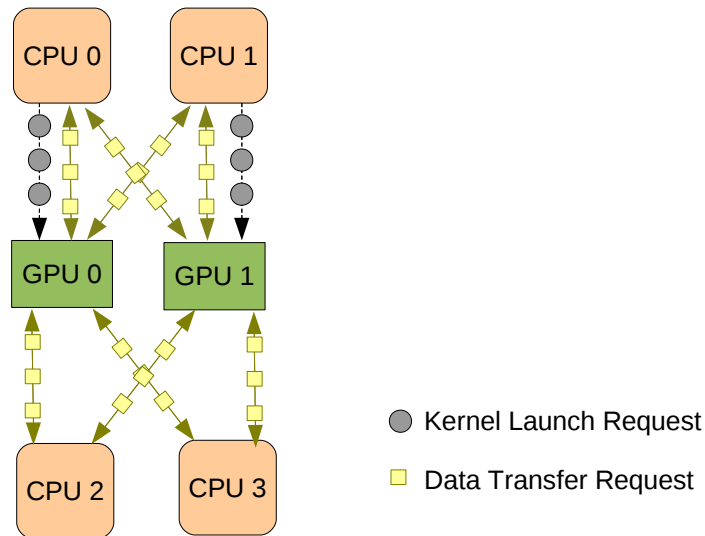 CPU 0
CPU 1
GPU 0
GPU 1
CPU 2
CPU 3
Kernel Launch Request
Data Transfer Request